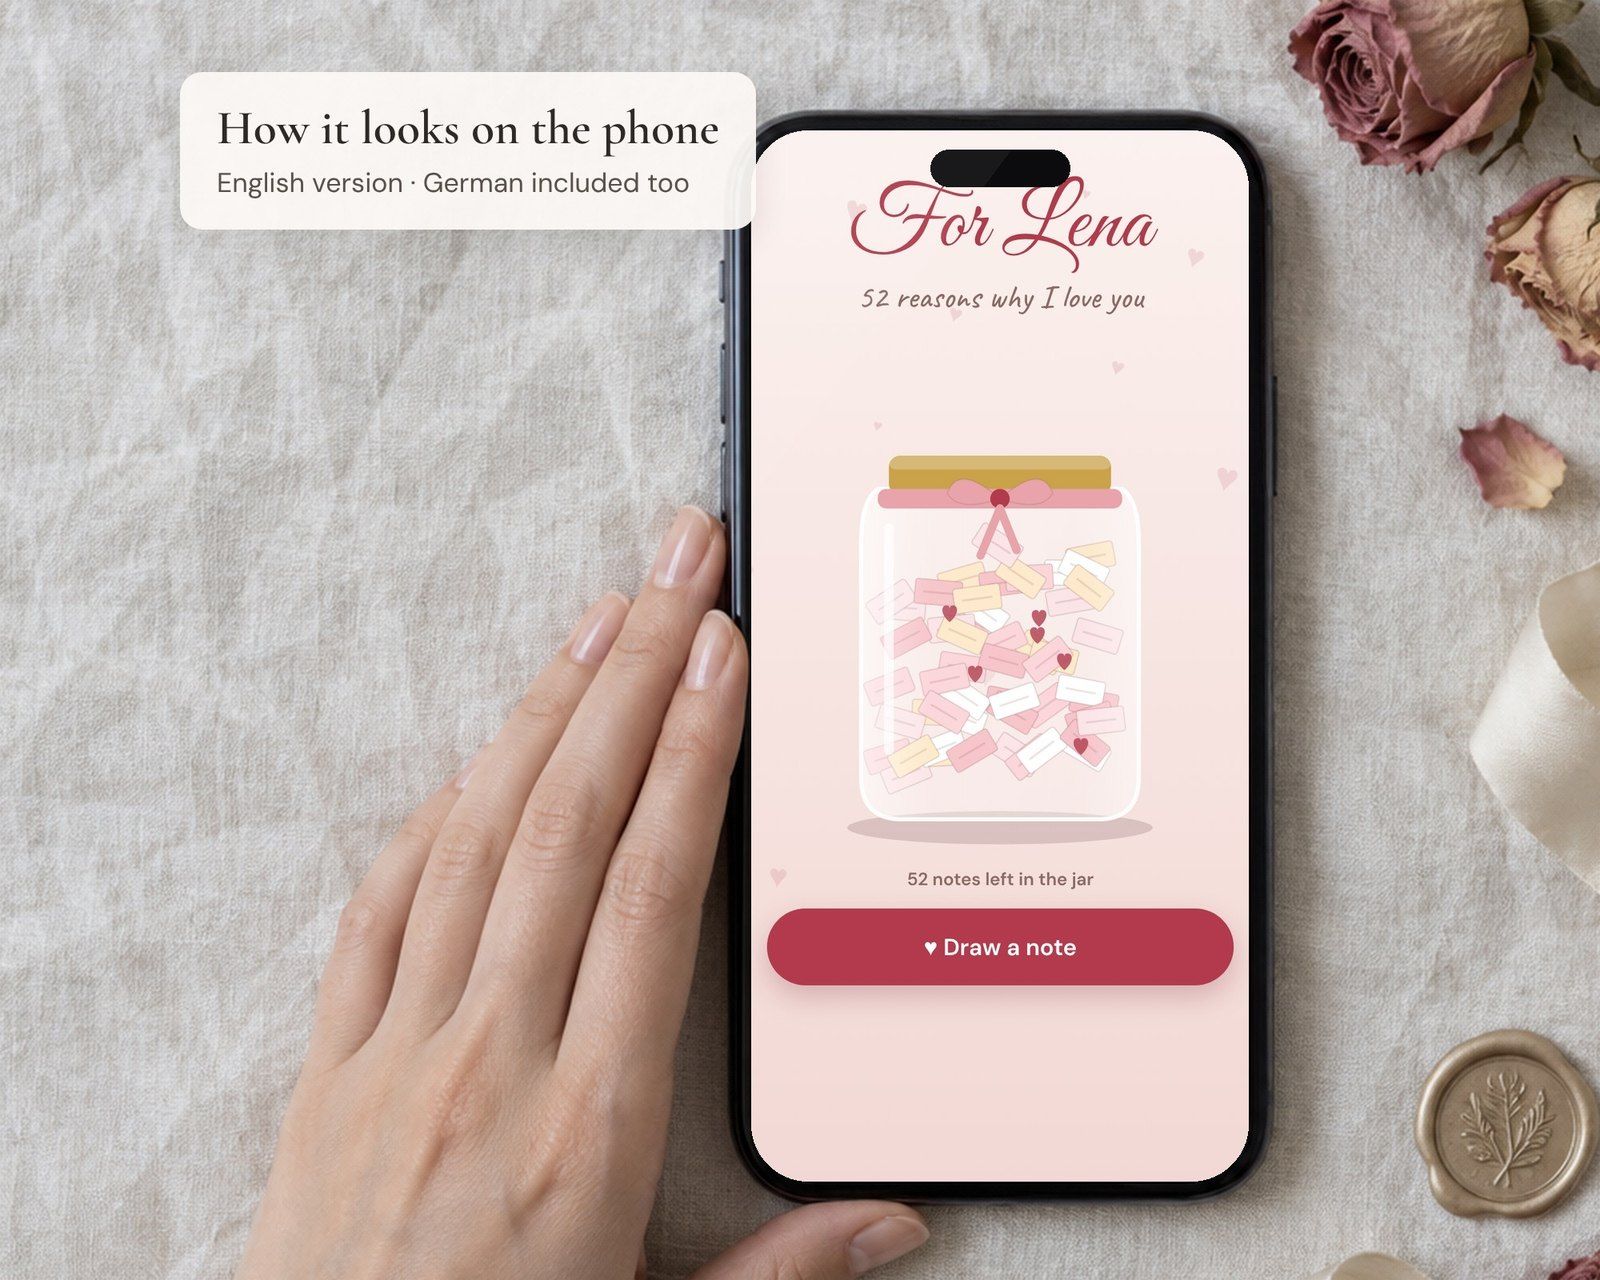 How it looks on the phone
English version · German included too
For Lena
52 reasons why I love you
52 notes left in the jar
♥ Draw a note